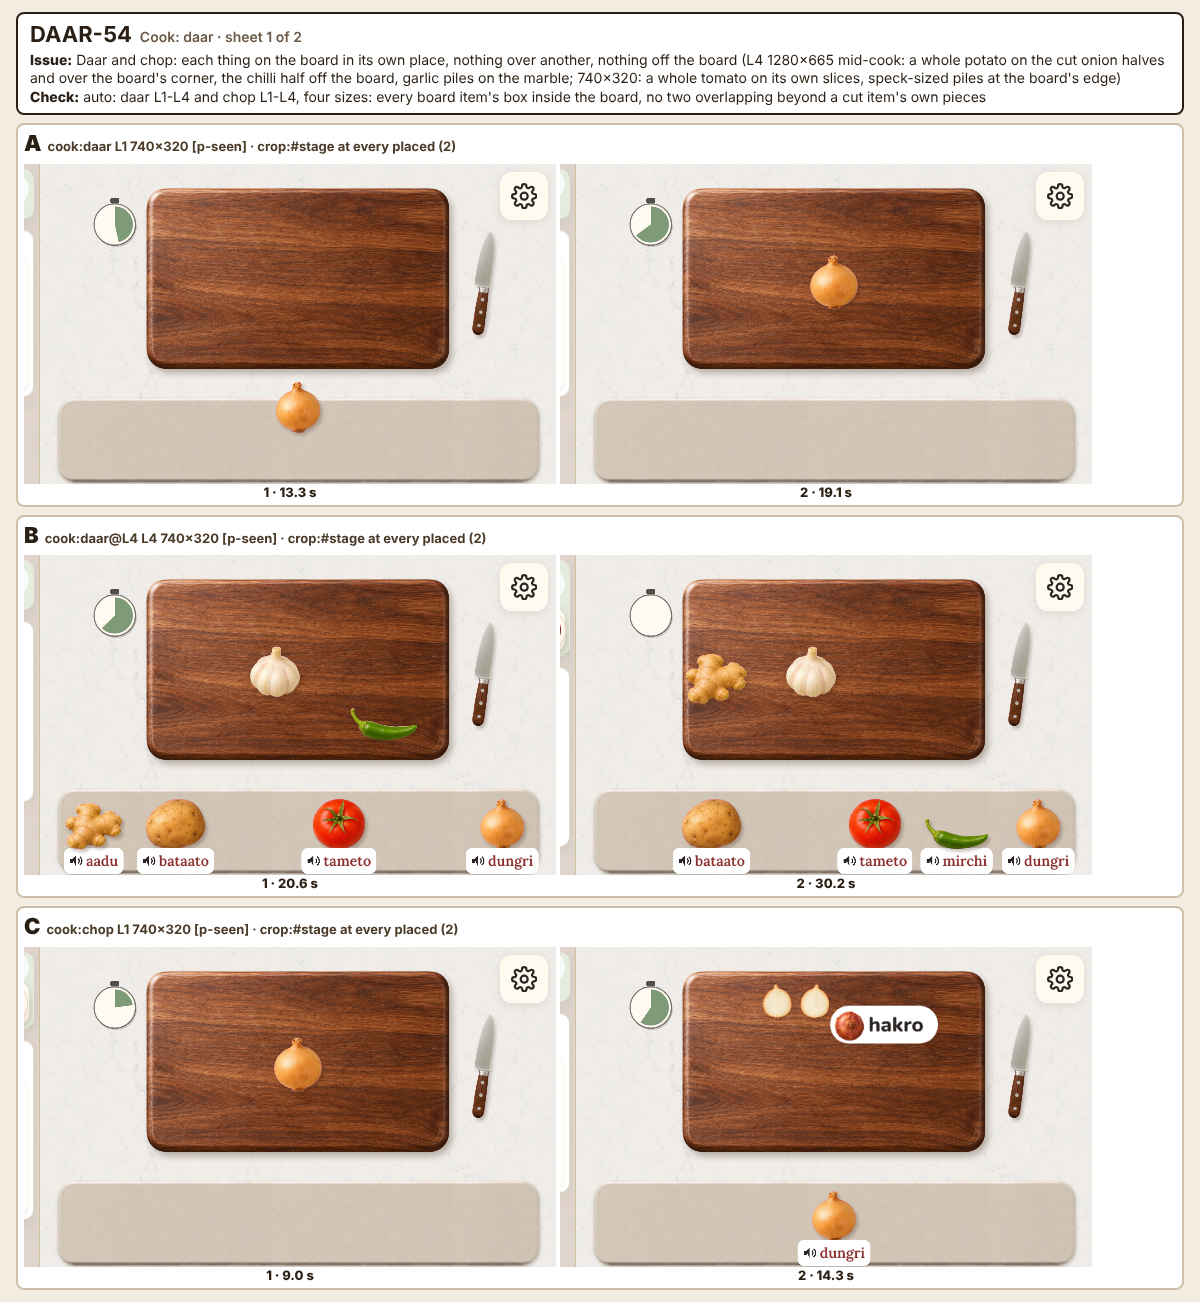 DAAR-54 Cook: daar · sheet 1 of 2
Issue: Daar and chop: each thing on the board in its own place, nothing over another, nothing off the board (L4 1280×665 mid-cook: a whole potato on the cut onion halves
and over the board's corner, the chilli half off the board, garlic piles on the marble; 740×320: a whole tomato on its own slices, speck-sized piles at the board's edge)
Check: auto: daar L1-L4 and chop L1-L4, four sizes: every board item's box inside the board, no two overlapping beyond a cut item's own pieces
A cook:daar L1 740×320 [p-seen] · crop:#stage at every placed (2)
1 · 13.3 s
2 · 19.1 s
B cook:daar@L4 L4 740×320 [p-seen] · crop:#stage at every placed (2)
aadu
bataato
tameto
dungri
bataato
tameto
mirchi
dungri
1 · 20.6 s
2 · 30.2 s
C cook:chop L1 740×320 [p-seen] · crop:#stage at every placed (2)
hakro
dungri
1 · 9.0 s
2 · 14.3 s